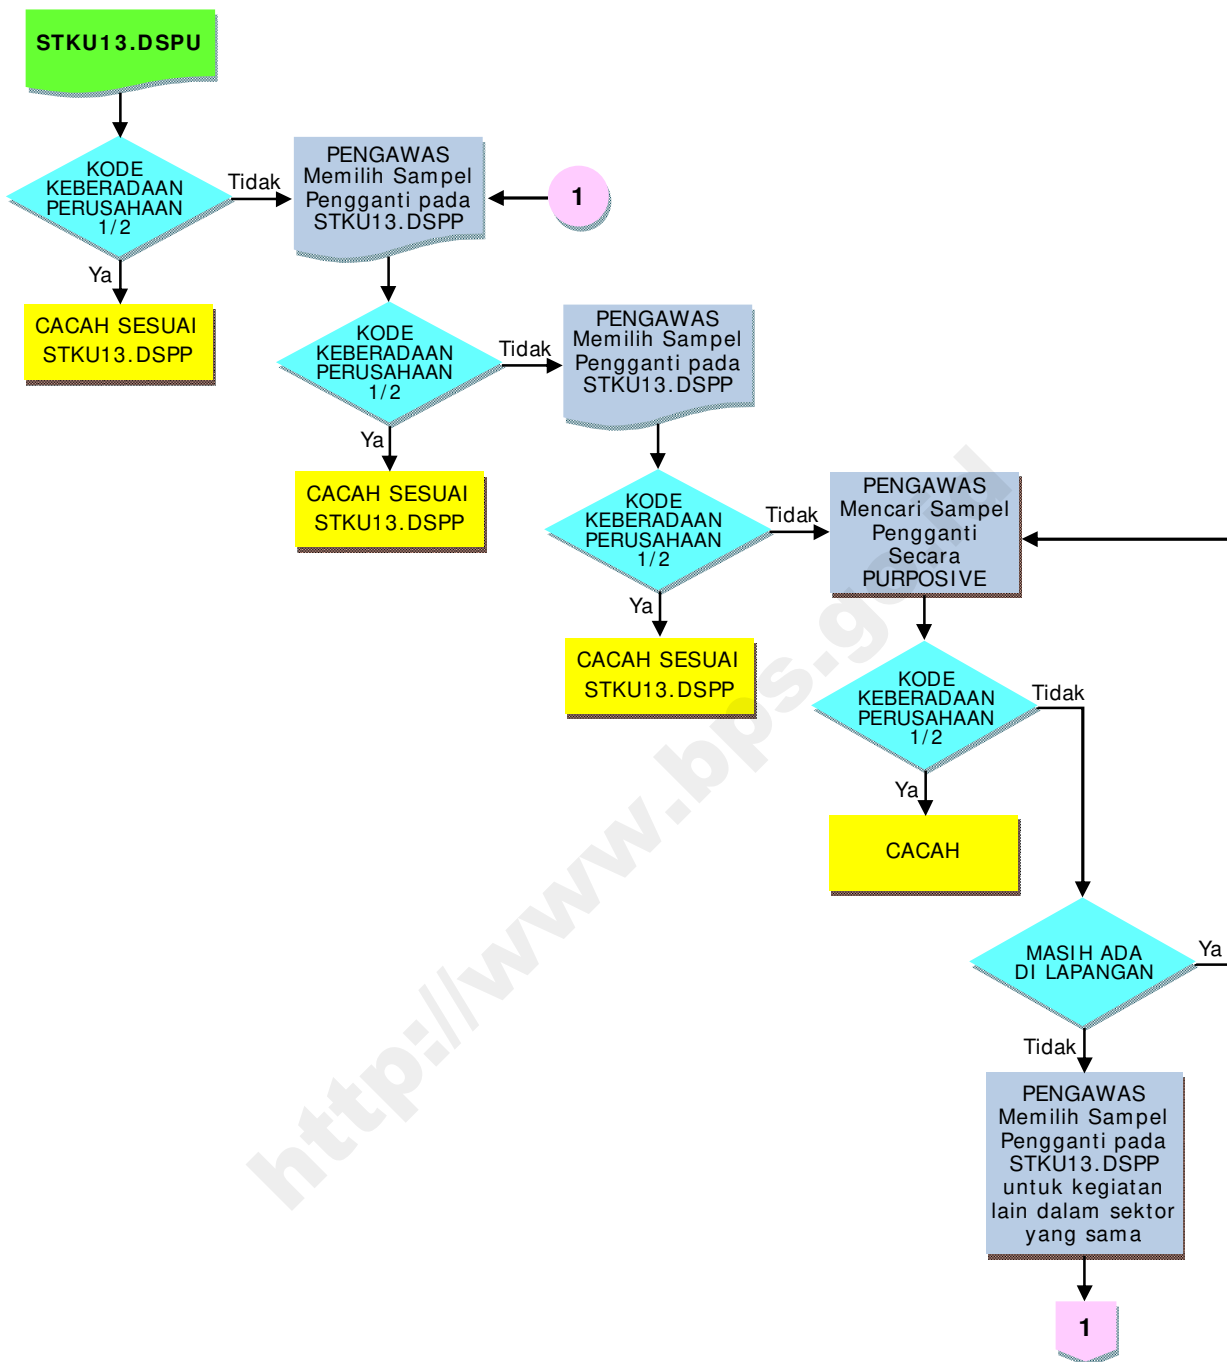 STKU13.DSPU
KODE
KEBERADAAN
PERUSAHAAN
1/2
Tidak
PENGAWAS
Memilih Sampel
Pengganti pada
STKU13.DSPP
1
Ya
CACAH SESUAI
STKU13.DSPP
KODE
KEBERADAAN
PERUSAHAAN
1/2
Tidak
PENGAWAS
Memilih Sampel
Pengganti pada
STKU13.DSPP
Ya
CACAH SESUAI
STKU13.DSPP
KODE
KEBERADAAN
PERUSAHAAN
1/2
Tidak
PENGAWAS
Mencari Sampel
Pengganti
Secara
PURPOSIVE
Ya
CACAH SESUAI
STKU13.DSPP
KODE
KEBERADAAN
PERUSAHAAN
1/2
Tidak
Ya
CACAH
MASIH ADA
DI LAPANGAN
Ya
Tidak
PENGAWAS
Memilih Sampel
Pengganti pada
STKU13.DSPP
untuk kegiatan
lain dalam sektor
yang sama
1
http://www.bps.go.id